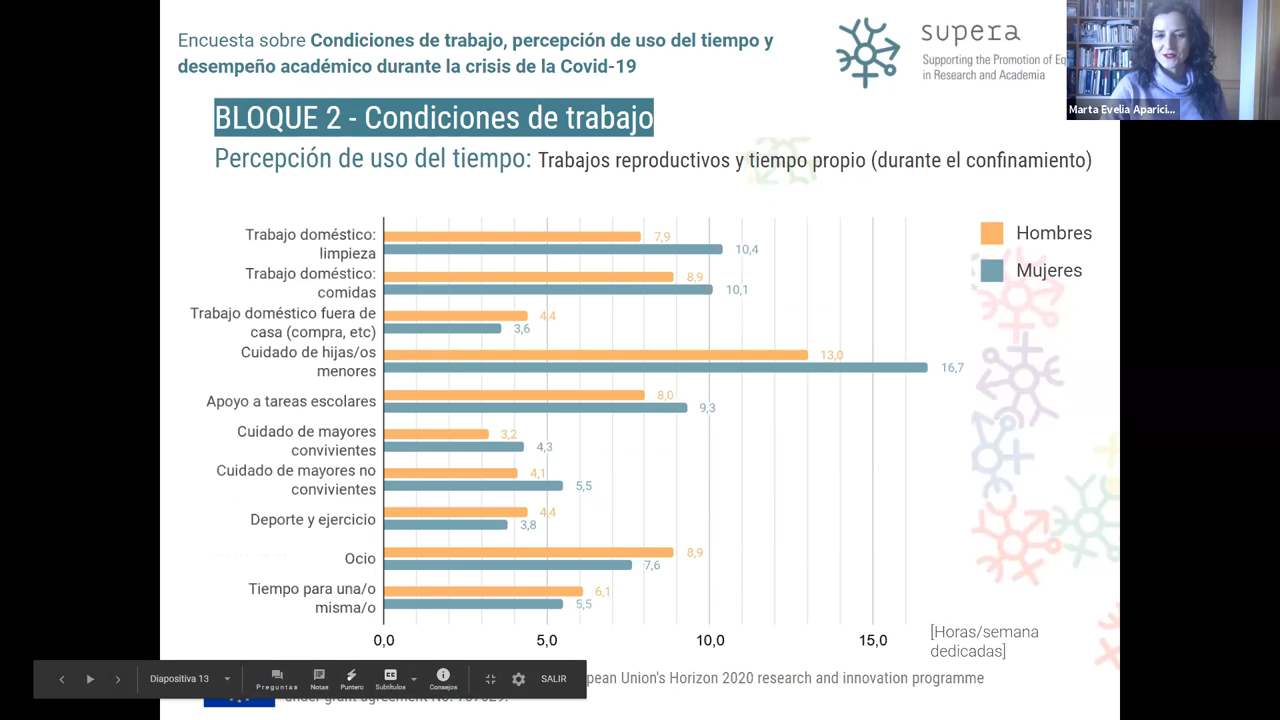 Encuesta sobre Condiciones de trabajo, percepción de uso del tiempo y
desempeño académico durante la crisis de la Covid-19
supera
Supporting the Promotion of Eq
in Research and Academia
Marta Evelia Aparici...
BLOQUE 2 - Condiciones de trabajo
Percepción de uso del tiempo: Trabajos reproductivos y tiempo propio (durante el confinamiento)
Hombres
Mujeres
Trabajo doméstico:
limpieza
7,9
10,4
Trabajo doméstico:
comidas
8,9
10,1
Trabajo doméstico fuera de
casa (compra, etc)
4,4
3,6
Cuidado de hijas/os
menores
13,0
16,7
Apoyo a tareas escolares
8,0
9,3
Cuidado de mayores
convivientes
3,2
4,3
Cuidado de mayores no
convivientes
4,1
5,5
Deporte y ejercicio
4,4
3,8
Ocio
8,9
7,6
Tiempo para una/o
misma/o
6,1
5,5
0,0 5,0 10,0 15,0
[Horas/semana
dedicadas]
Diapositiva 13
Preguntas Notas Puntero Subtítulos Consejos
SALIR
pean Union's Horizon 2020 research and innovation programme
under grant agreement No.